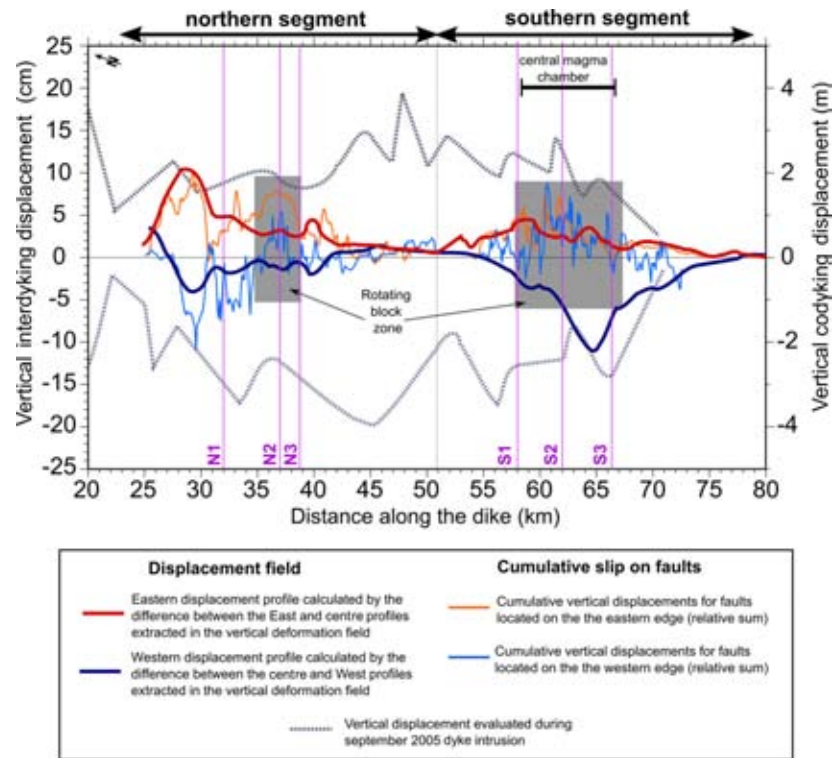 northern segment
southern segment
25
20
15
10
5
0
-5
-10
-15
-20
-25
Vertical interdyking displacement (cm)
N
central magma
chamber
Rotating
block
zone
N1
N2
N3
S1
S2
S3
4
2
0
-2
-4
Vertical codyking displacement (m)
20
25
30
35
40
45
50
55
60
65
70
75
80
Distance along the dike (km)
Displacement field
Eastern displacement profile calculated by the
difference between the East and centre profiles
extracted in the vertical deformation field
Western displacement profile calculated by the
difference between the centre and West profiles
extracted in the vertical deformation field
Cumulative slip on faults
Cumulative vertical displacements for faults
located on the the eastern edge (relative sum)
Cumulative vertical displacements for faults
located on the the western edge (relative sum)
Vertical displacement evaluated during
september 2005 dyke intrusion